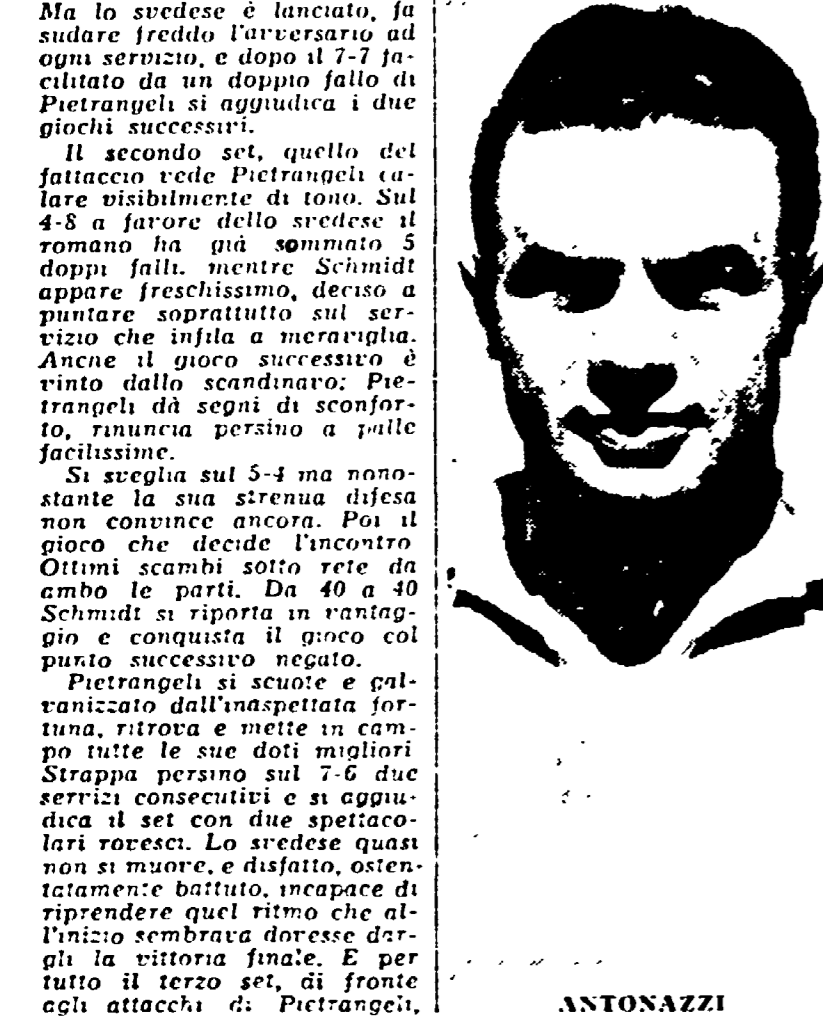 Ma lo svedese è lanciato, fa
sudare freddo l'avversario ad
ogni servizio, e dopo il 7-7 fa-
cilitato da un doppio fallo di
Pietrangeli si aggiudica i due
giochi successivi.
Il secondo set, quello del
fattaccio vede Pietrangeli ca-
lare visibilmente di tono. Sul
4-8 a favore dello svedese il
romano ha già sommato 5
doppi falli, mentre Schmidt
appare freschissimo, deciso a
puntare soprattutto sul ser-
vizio che infila a meraviglia.
Anche il gioco successivo è
vinto dallo scandinavo; Pie-
trangeli dà segni di sconfor-
to, rinuncia persino a palle
facilissime.
Si sveglia sul 5-4 ma nono-
stante la sua strenua difesa
non convince ancora. Poi il
gioco che decide l'incontro
Ottimi scambi sotto rete da
ambo le parti. Da 40 a 40
Schmidt si riporta in vantag-
gio e conquista il gioco col
punto successivo negato.
Pietrangeli si scuote e gal-
vanizzato dall'inaspettata for-
tuna, ritrova e mette in cam-
po tutte le sue doti migliori
Strappa persino sul 7-6 due
servizi consecutivi e si aggiu-
dica il set con due spettaco-
lari rovesci. Lo svedese quasi
non si muove, e disfatto, osten-
tatamente battuto, incapace di
riprendere quel ritmo che al-
l'inizio sembrava dovesse dar-
gli la vittoria finale. E per
tutto il terzo set, di fronte
agli attacchi di Pietrangeli,
ANTONAZZI